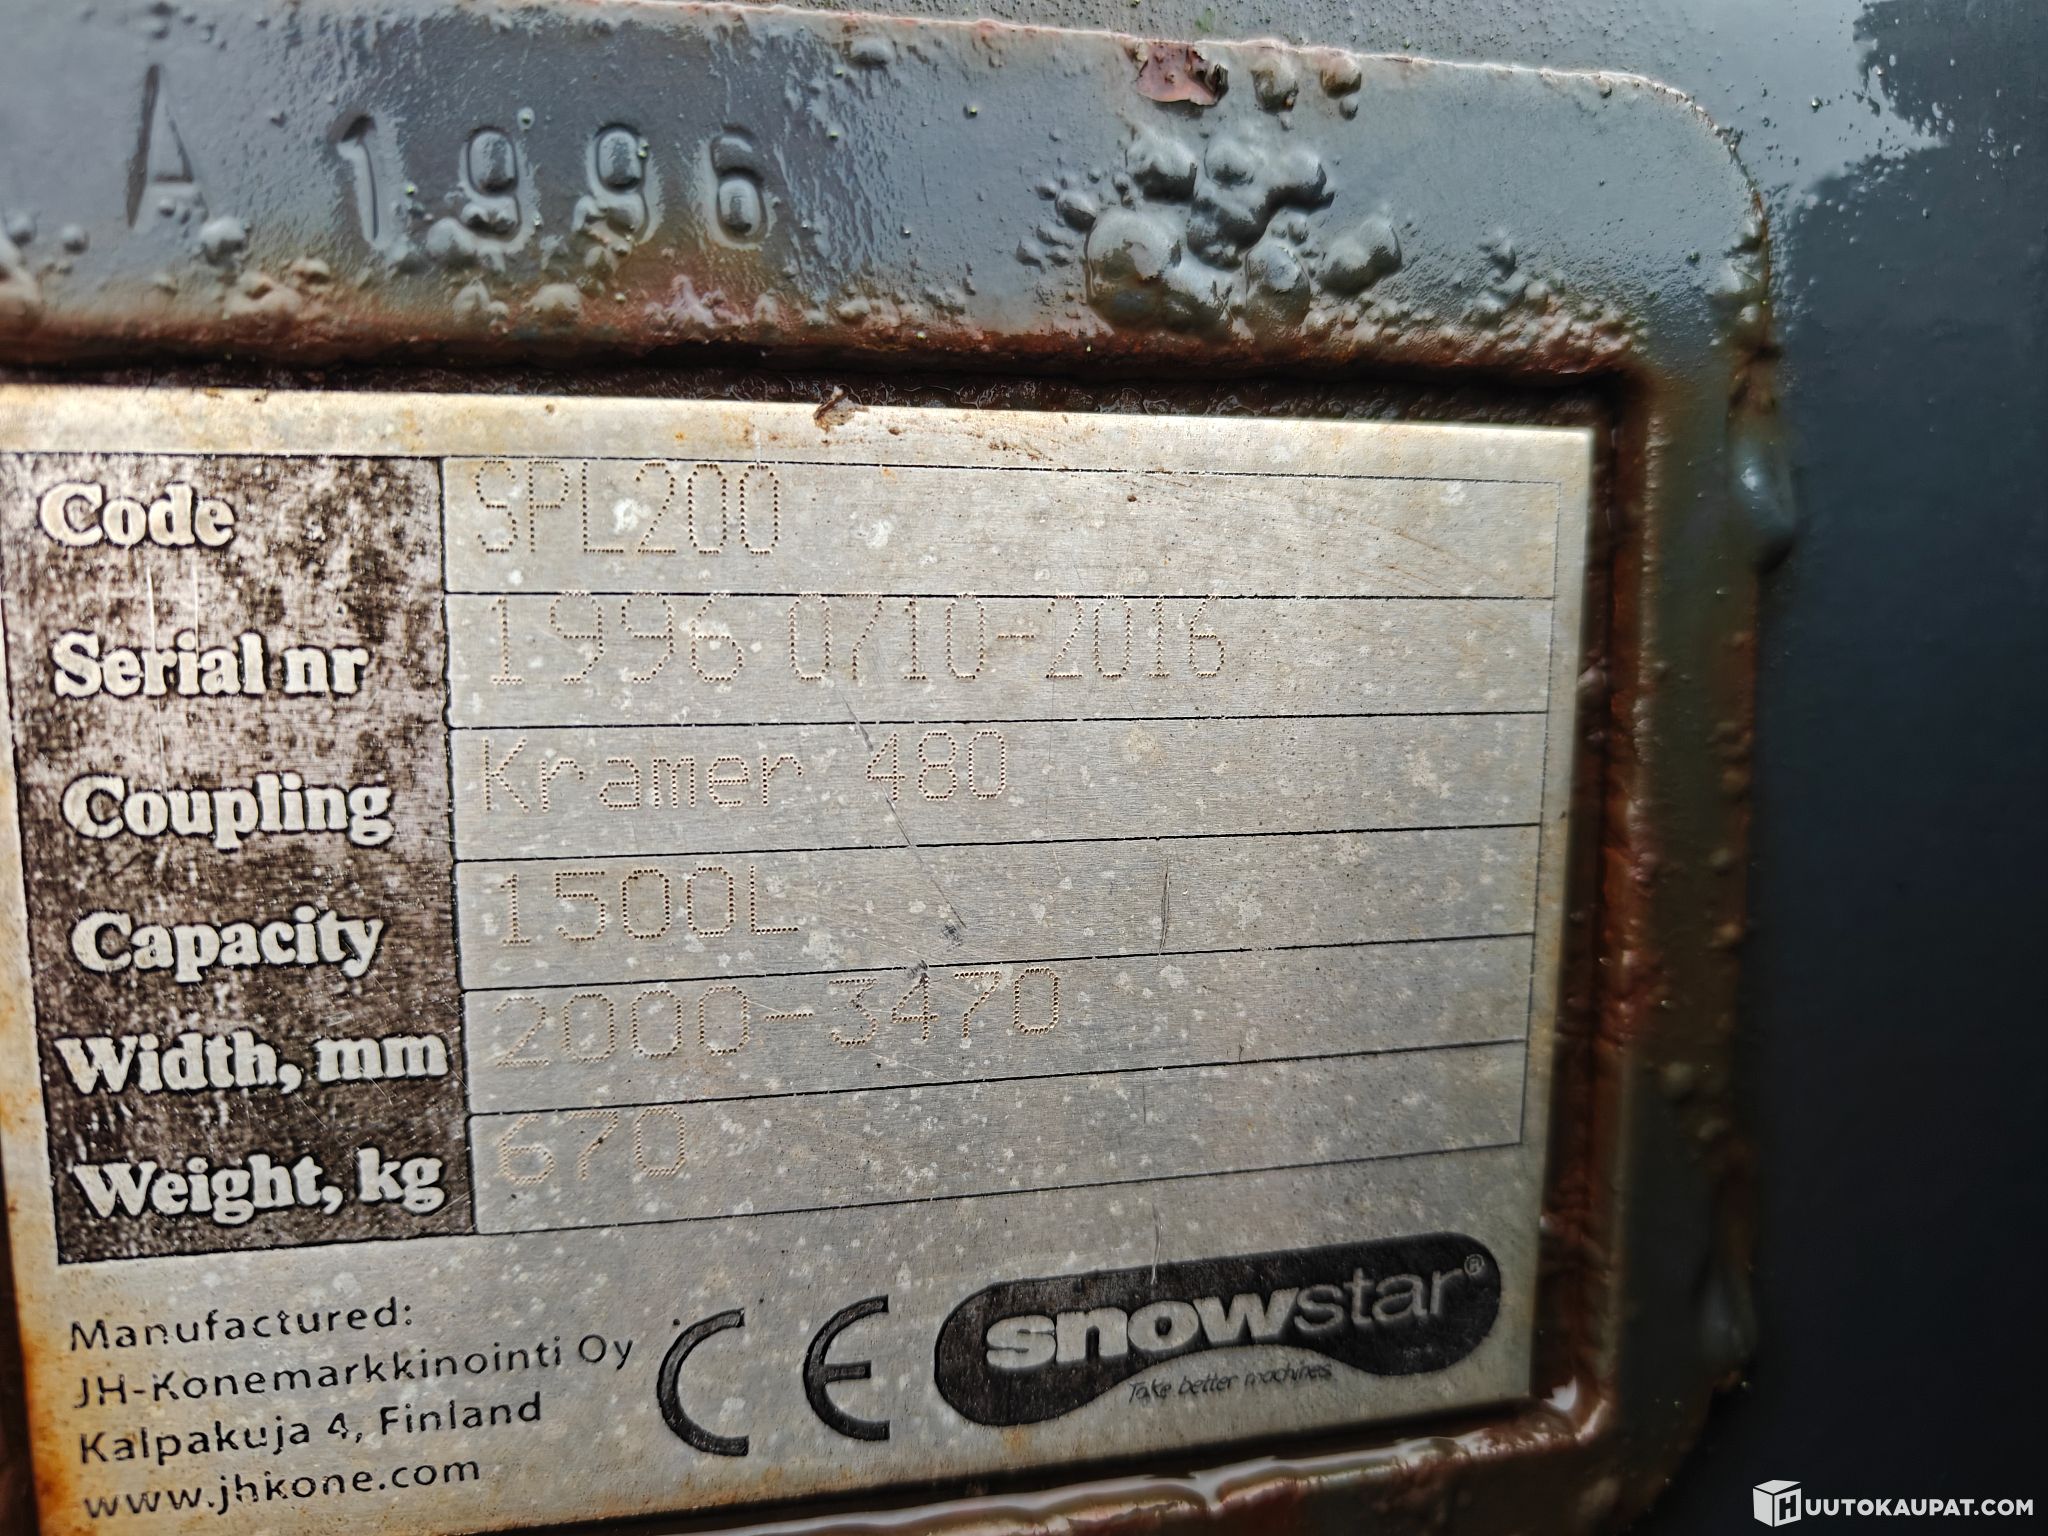 A 1996
Code SPL200
Serial nr 1996 07/10-2016
Coupling Kramer 480
Capacity 1500L
Width, mm 2000-3470
Weight, kg 670
Manufactured:
JH-Konemarkkinointi Oy
Kalpakuja 4, Finland
www.jhkone.com
CE
snowstar®
Take better machines
HUUTOKAUPAT.COM